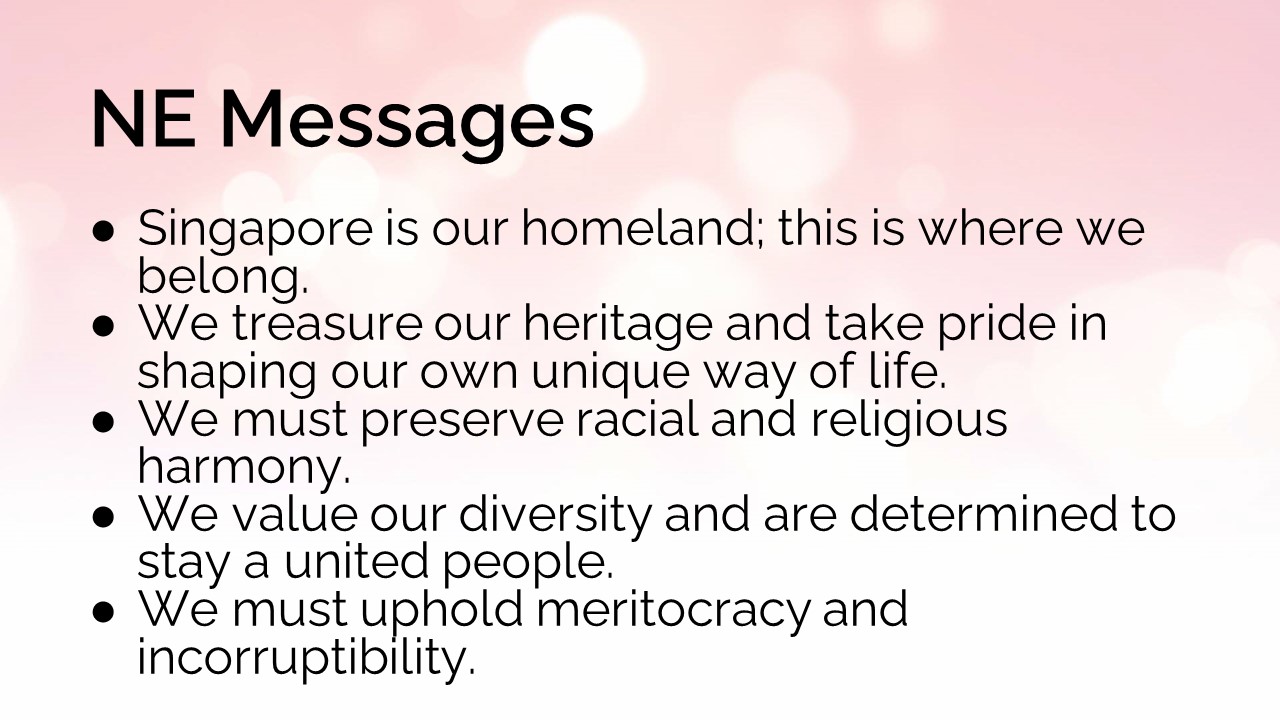 NE Messages
● Singapore is our homeland; this is where we
belong.
● We treasure our heritage and take pride in
shaping our own unique way of life.
● We must preserve racial and religious
harmony.
● We value our diversity and are determined to
stay a united people.
● We must uphold meritocracy and
incorruptibility.